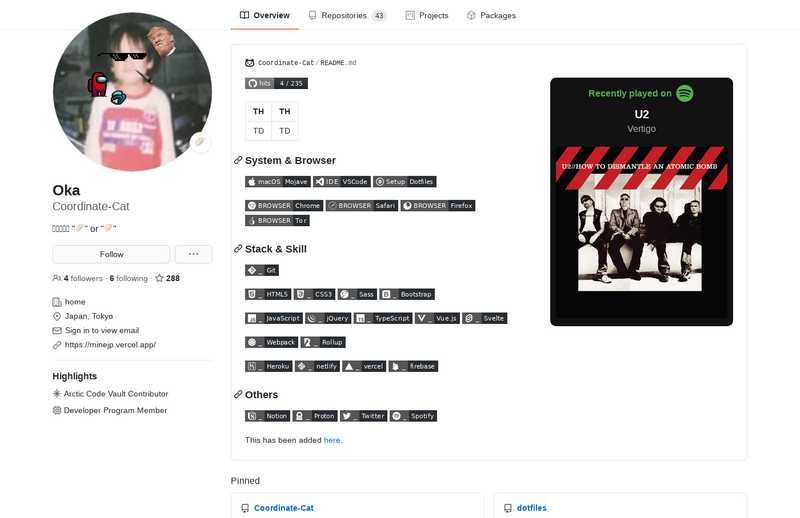 Overview Repositories 43 Projects Packages
Coordinate-Cat/README.md
hits 4 / 235
TH TH
TD TD
System & Browser
macOS Mojave IDE VSCode Setup Dotfiles
BROWSER Chrome BROWSER Safari BROWSER Firefox
BROWSER Tor
Stack & Skill
_ Git
_ HTML5 _ CSS3 _ Sass _ Bootstrap
JS _ JavaScript _ jQuery TS _ TypeScript _ Vue.js _ Svelte
_ Webpack _ Rollup
_ Heroku _ netlify _ vercel _ firebase
Others
_ Notion _ Proton _ Twitter _ Spotify
This has been added here.
Recently played on
U2
Vertigo
U2 HOW TO DISMANTLE AN ATOMIC BOMB
Oka
Coordinate-Cat
"🥟" or "🥟"
Follow ...
4 followers · 6 following · 288
home
Japan, Tokyo
Sign in to view email
https://minejp.vercel.app/
Highlights
Arctic Code Vault Contributor
Developer Program Member
Pinned
Coordinate-Cat
dotfiles